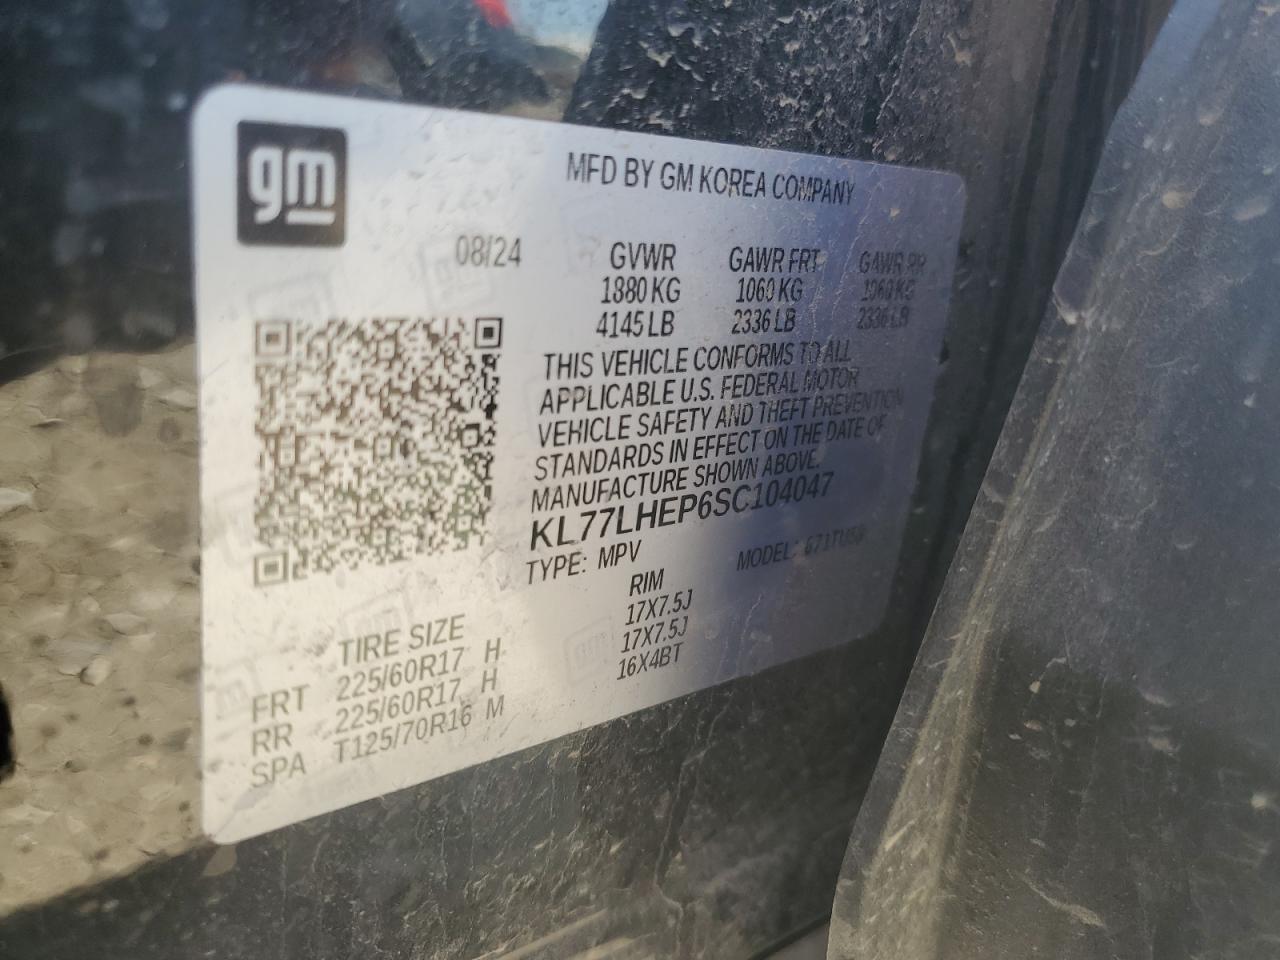 gm
MFD BY GM KOREA COMPANY
08/24 GVWR GAWR FRT GAWR RR
1880 KG 1060 KG 1060 KG
4145 LB 2336 LB 2336 LB
THIS VEHICLE CONFORMS TO ALL
APPLICABLE U.S. FEDERAL MOTOR
VEHICLE SAFETY AND THEFT PREVENTION
STANDARDS IN EFFECT ON THE DATE OF
MANUFACTURE SHOWN ABOVE.
KL77LHEP6SC104047
TYPE: MPV MODEL:
TIRE SIZE RIM
FRT 225/60R17 H 17X7.5J
RR 225/60R17 H 17X7.5J
SPA T125/70R16 M 16X4BT